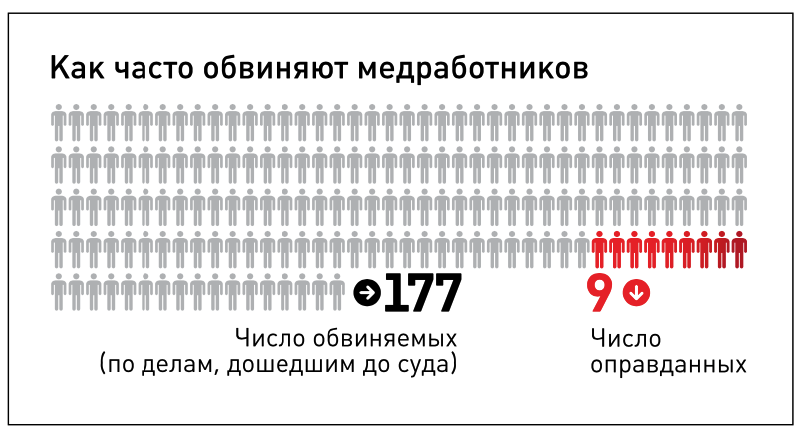 Как часто обвиняют медработников
177
Число обвиняемых
(по делам, дошедшим до суда)
9
Число
оправданных